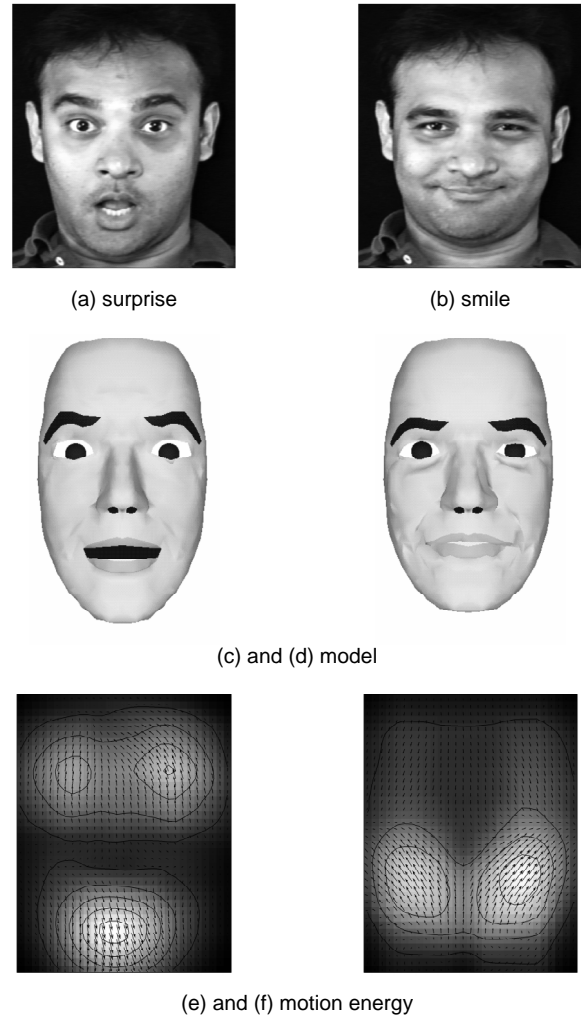 (a) surprise
(b) smile
(c) and (d) model
(e) and (f) motion energy